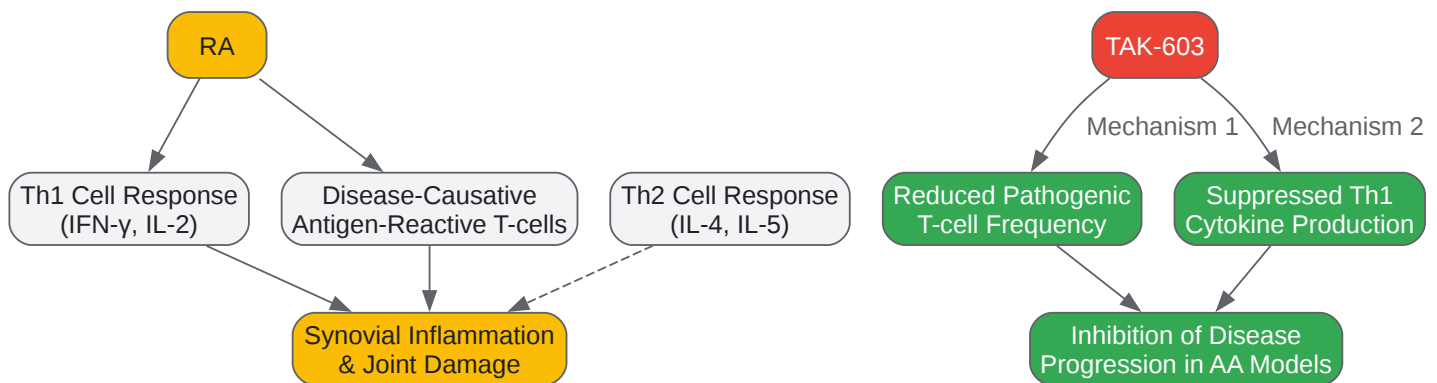 RA
TAK-603
Mechanism 1
Mechanism 2
Th1 Cell Response
(IFN-γ, IL-2)
Disease-Causative
Antigen-Reactive T-cells
Th2 Cell Response
(IL-4, IL-5)
Reduced Pathogenic
T-cell Frequency
Suppressed Th1
Cytokine Production
Synovial Inflammation
& Joint Damage
Inhibition of Disease
Progression in AA Models